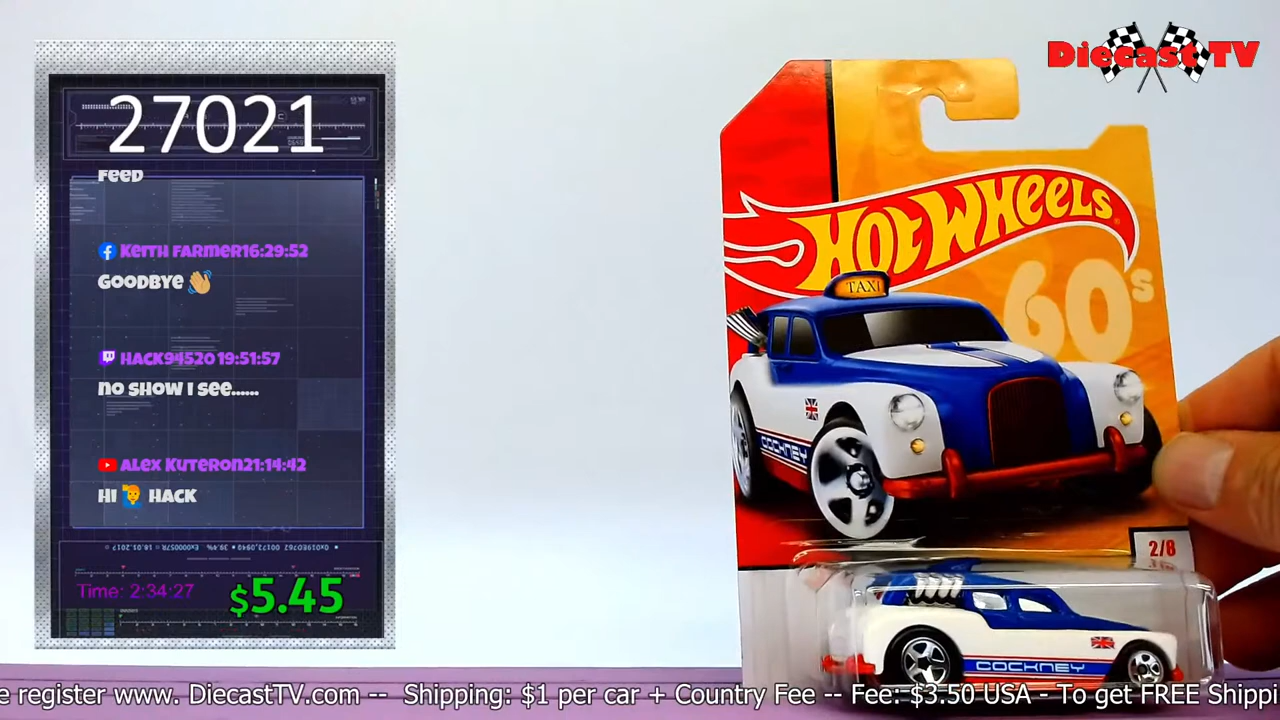 Diecast TV
27021
FEED
Keith Farmer16:29:52
GOODBYE 👋🏼
HACK94520 19:51:57
NO SHOW I SEE......
Alex Kuteron21:14:42
HI 🙋‍♂️ HACK
Time: 2:34:27
$5.45
HOT WHEELS
60s
TAXI
COCKNEY
2/8
COCKNEY
e register www. DiecastTV.com -- Shipping: $1 per car + Country Fee -- Fee: $3.50 USA - To get FREE Shippi